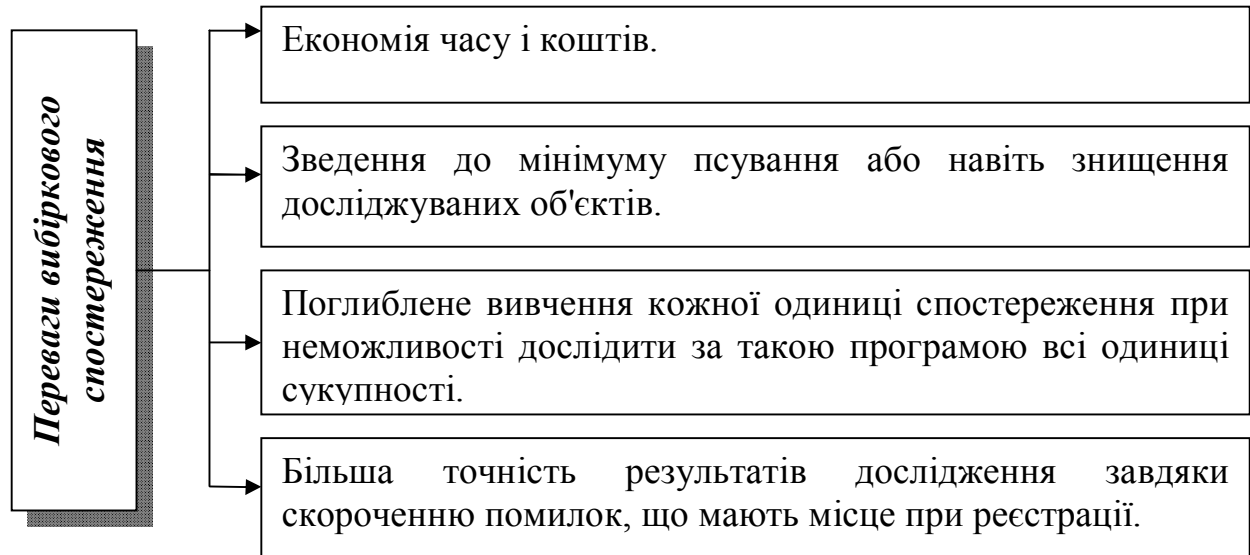 Переваги вибіркового
спостереження
Економія часу і коштів.
Зведення до мінімуму псування або навіть знищення
досліджуваних об'єктів.
Поглиблене вивчення кожної одиниці спостереження при
неможливості дослідити за такою програмою всі одиниці
сукупності.
Більша точність результатів дослідження завдяки
скороченню помилок, що мають місце при реєстрації.